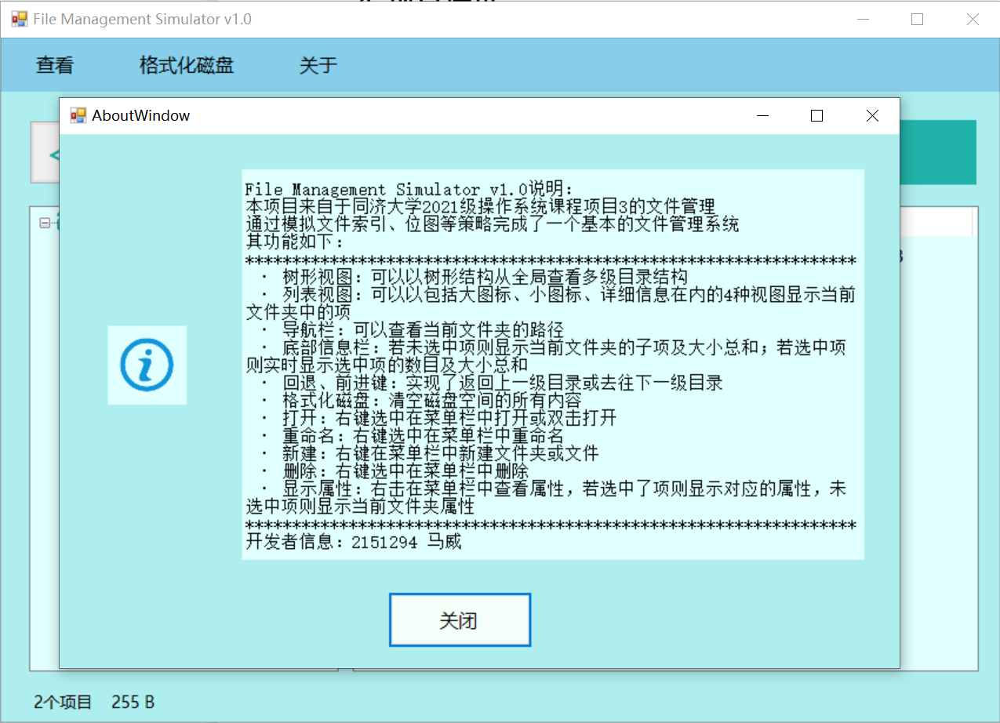 File Management Simulator v1.0
查看 格式化磁盘 关于
AboutWindow
File Management Simulator v1.0说明：
本项目来自于同济大学2021级操作系统课程项目3的文件管理
通过模拟文件索引、位图等策略完成了一个基本的文件管理系统
其功能如下：
*****************************************************************
· 树形视图：可以以树形结构从全局查看多级目录结构
· 列表视图：可以以包括大图标、小图标、详细信息在内的4种视图显示当前
文件夹中的项
· 导航栏：可以查看当前文件夹的路径
· 底部信息栏：若未选中项则显示当前文件夹的子项及大小总和；若选中项
则实时显示选中项的数目及大小总和
· 回退、前进键：实现了返回上一级目录或去往下一级目录
· 格式化磁盘：清空磁盘空间的所有内容
· 打开：右键选中在菜单栏中打开或双击打开
· 重命名：右键选中在菜单栏中重命名
· 新建：右键在菜单栏中新建文件夹或文件
· 删除：右键选中在菜单栏中删除
· 显示属性：右击在菜单栏中查看属性，若选中了项则显示对应的属性，未
选中项则显示当前文件夹属性
*****************************************************************
开发者信息：2151294 马威
关闭
2个项目 255 B